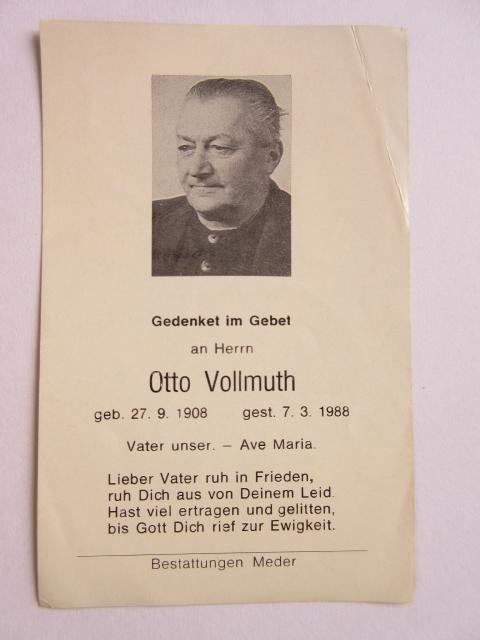 Gedenket im Gebet
an Herrn
Otto Vollmuth
geb. 27. 9. 1908 gest. 7. 3. 1988
Vater unser. – Ave Maria.
Lieber Vater ruh in Frieden,
ruh Dich aus von Deinem Leid.
Hast viel ertragen und gelitten,
bis Gott Dich rief zur Ewigkeit.
Bestattungen Meder